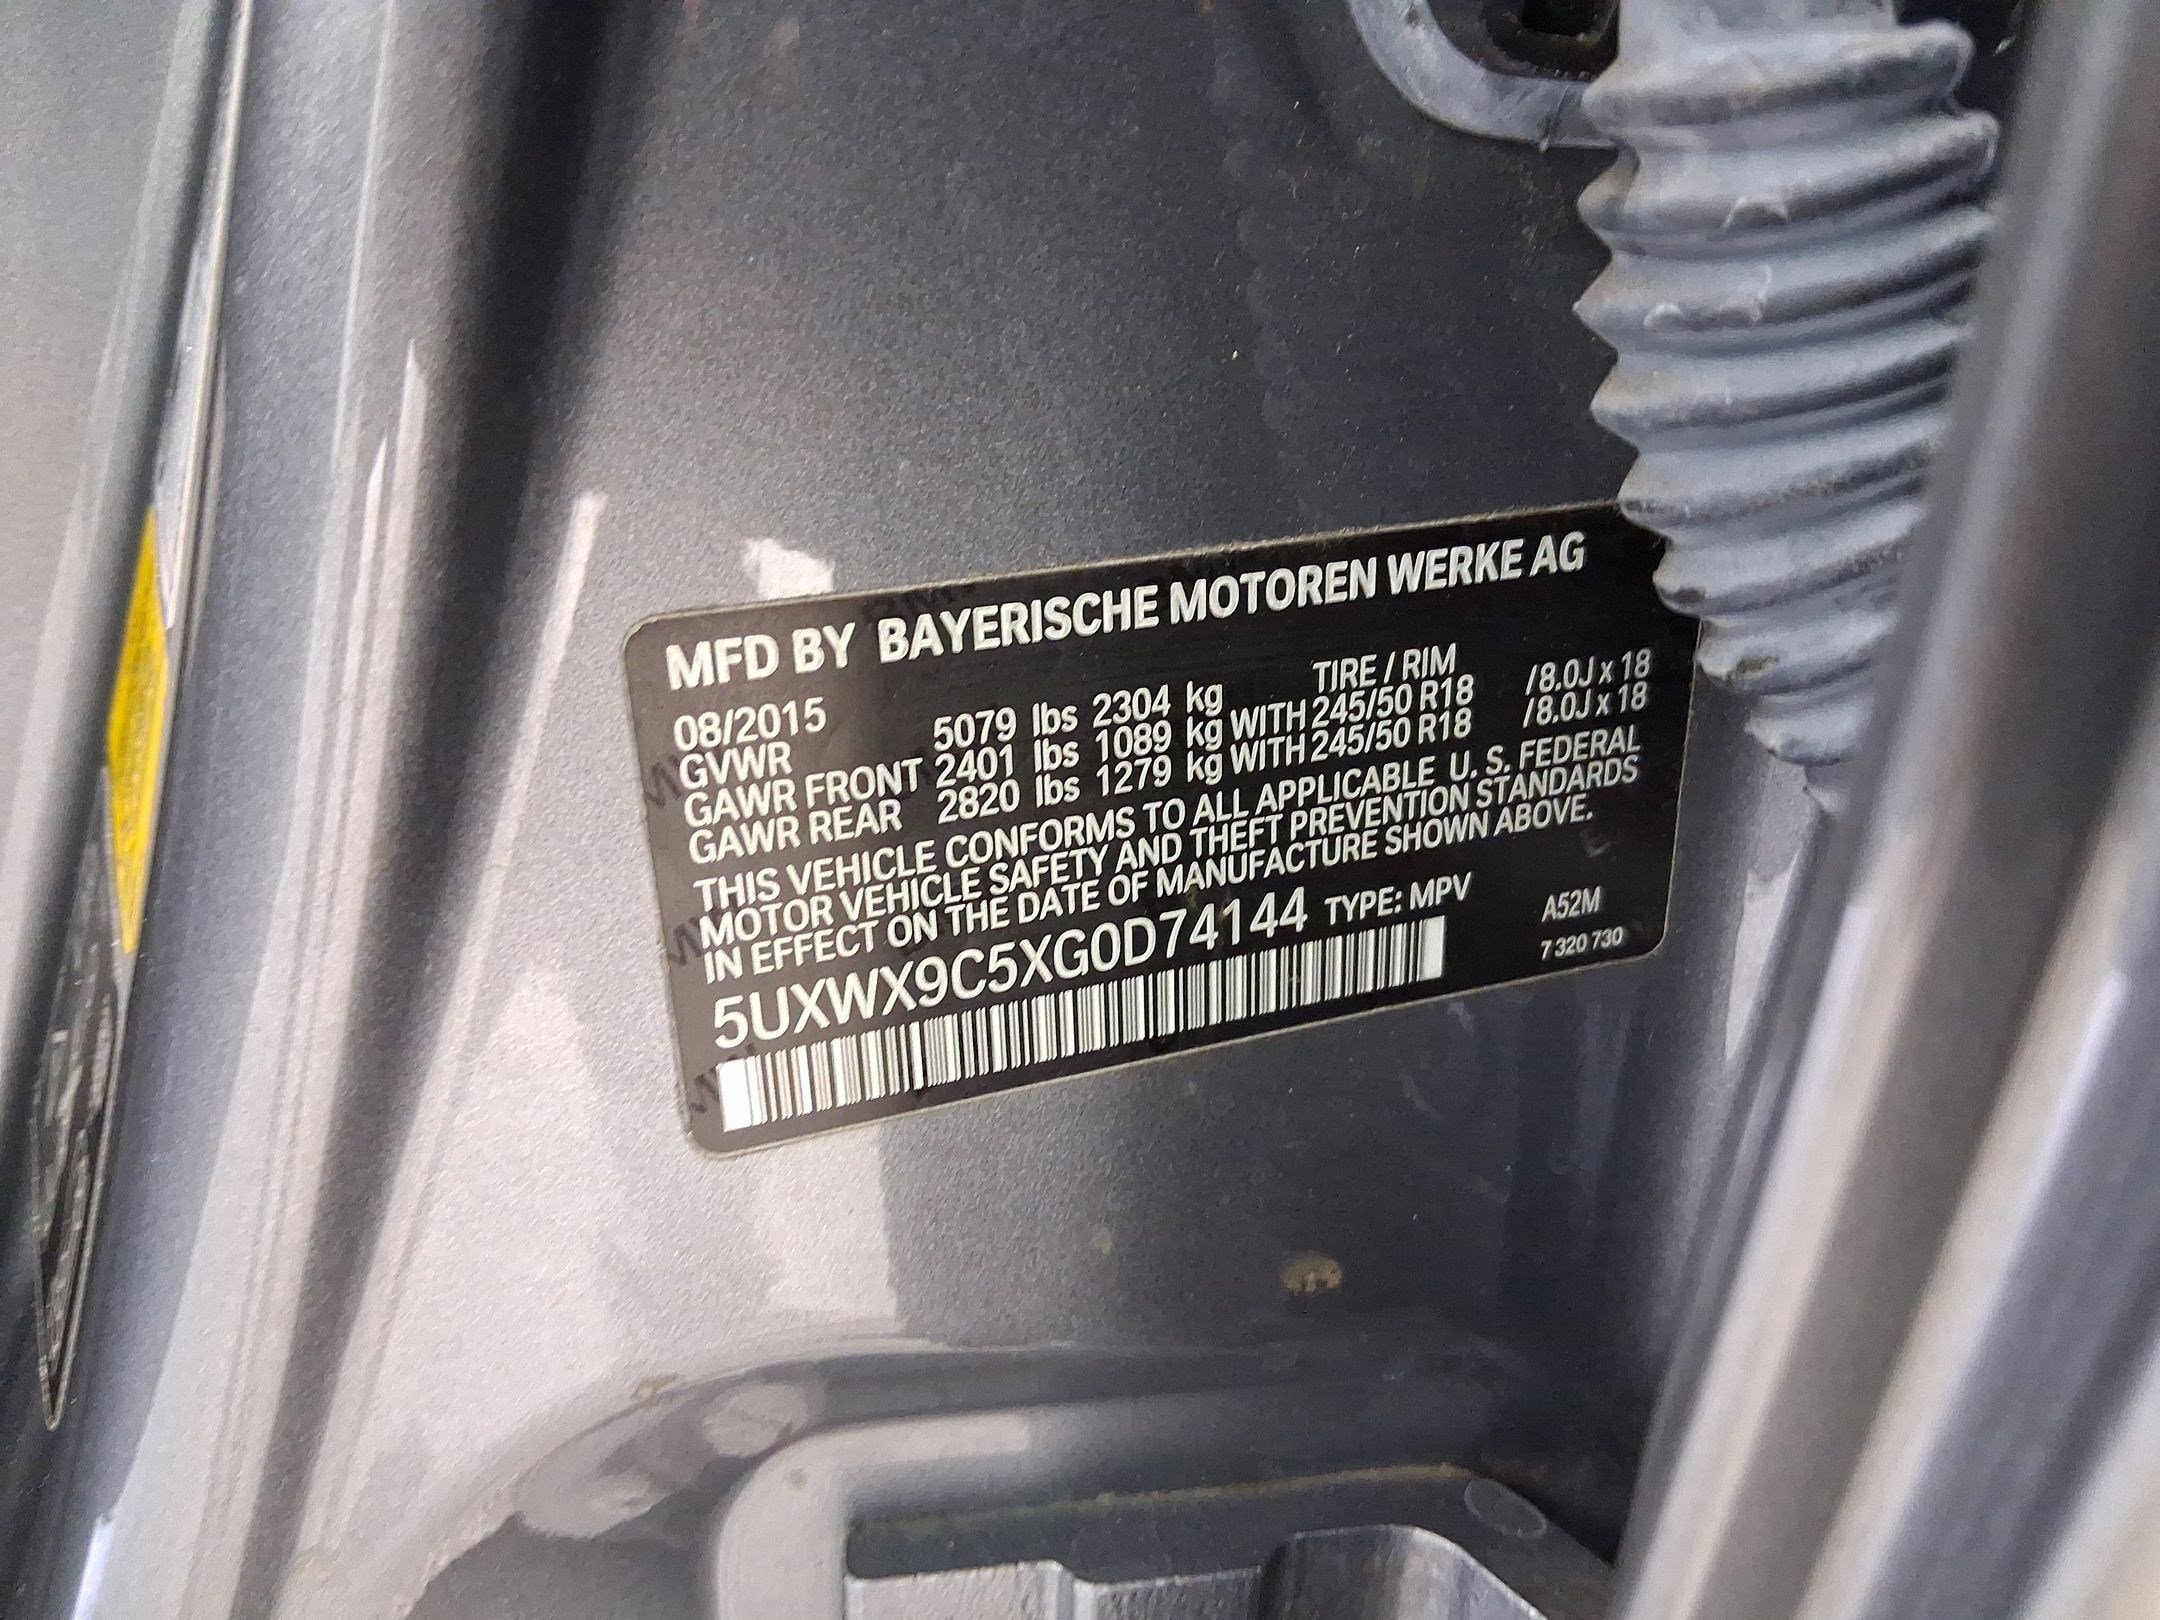 MFD BY BAYERISCHE MOTOREN WERKE AG
08/2015 TIRE / RIM
GVWR 5079 lbs 2304 kg
GAWR FRONT 2401 lbs 1089 kg WITH 245/50 R18 /8.0J x 18
GAWR REAR 2820 lbs 1279 kg WITH 245/50 R18 /8.0J x 18
THIS VEHICLE CONFORMS TO ALL APPLICABLE U. S. FEDERAL
MOTOR VEHICLE SAFETY AND THEFT PREVENTION STANDARDS
IN EFFECT ON THE DATE OF MANUFACTURE SHOWN ABOVE.
5UXWX9C5XG0D74144 TYPE: MPV A52M
7 320 730